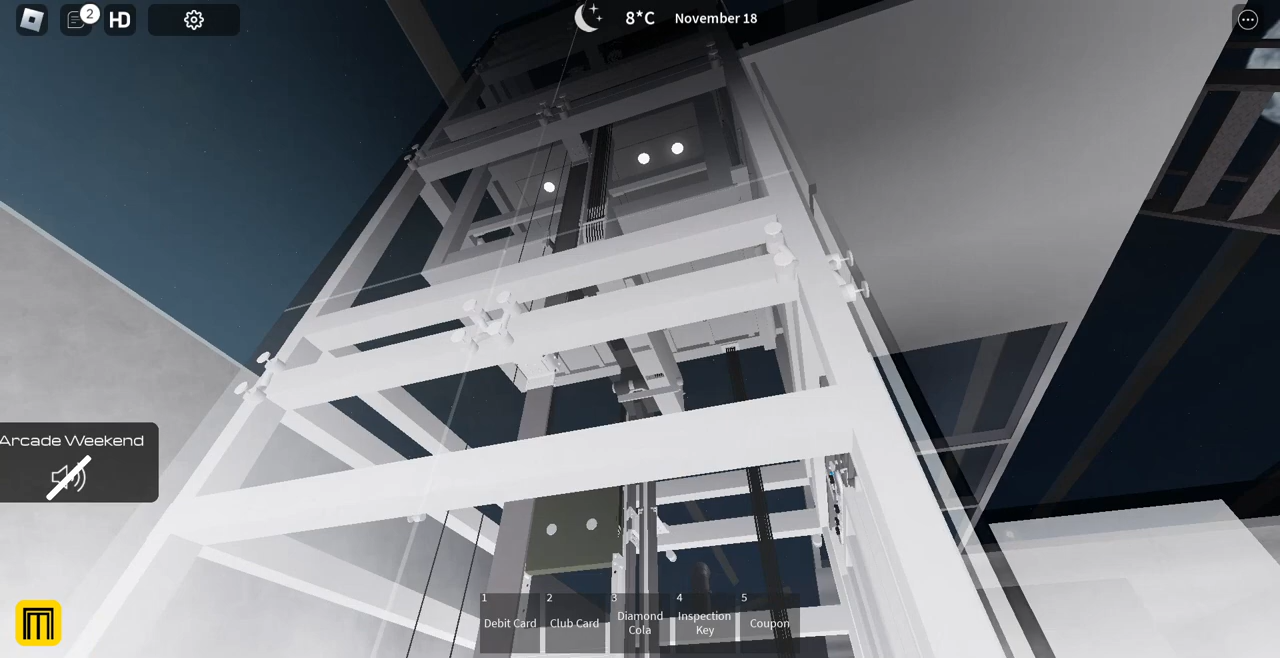 2
HD
8*C
November 18
Arcade Weekend
1
Debit Card
2
Club Card
3
Diamond
Cola
4
Inspection
Key
5
Coupon